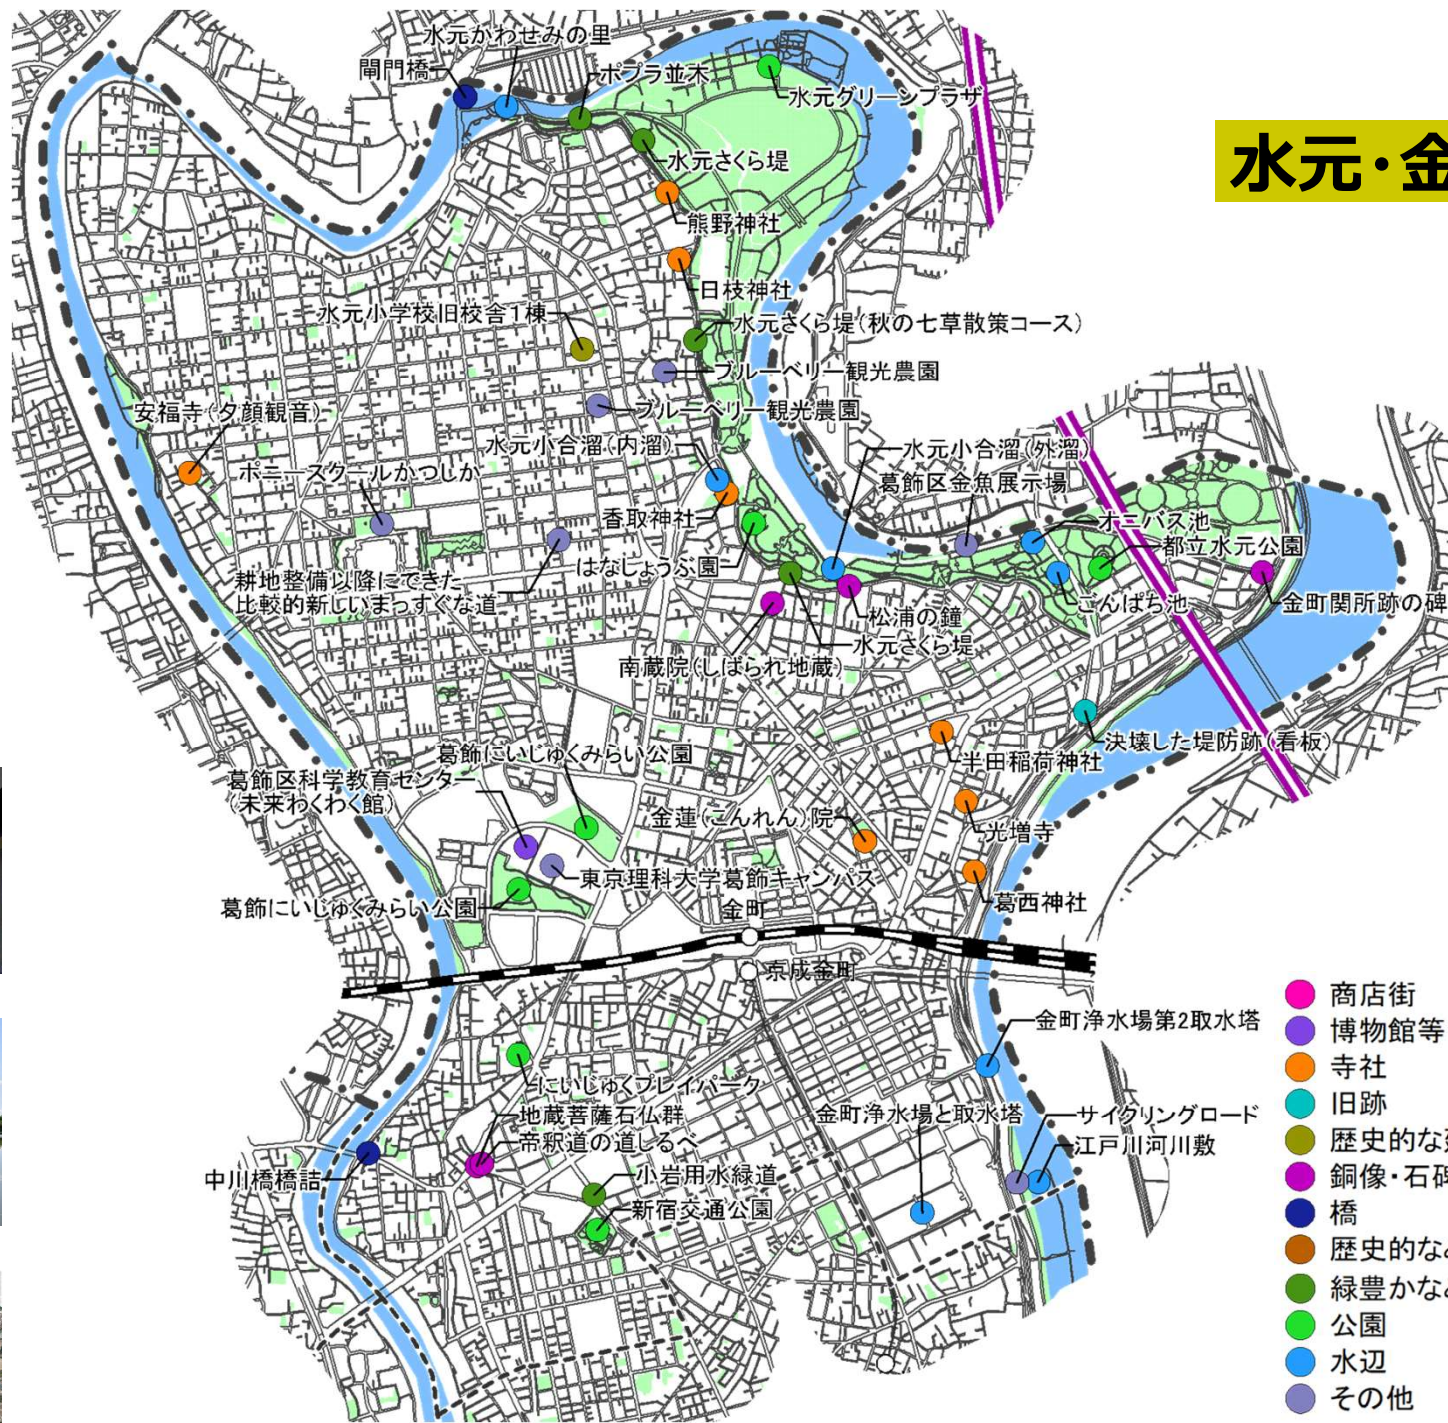 水元かわせみの里
閘門橋
ポプラ並木
水元グリーンプラザ
水元・金
水元さくら堤
熊野神社
日枝神社
水元小学校旧校舎1棟
水元さくら堤(秋の七草散策コース)
ブルーベリー観光農園
ブルーベリー観光農園
安福寺(夕顔観音)
水元小合溜(内溜)
水元小合溜(外溜)
ポニースクールかつしか
葛飾区金魚展示場
香取神社
オニバス池
都立水元公園
はなしょうぶ園
耕地整備以降にできた
比較的新しいまっすぐな道
ごんぱち池
金町関所跡の碑
松浦の鐘
水元さくら堤
南蔵院(しばられ地蔵)
決壊した堤防跡(看板)
半田稲荷神社
葛飾にいじゅくみらい公園
葛飾区科学教育センター
(未来わくわく館)
金蓮(こんれん)院
光増寺
東京理科大学葛飾キャンパス
葛西神社
葛飾にいじゅくみらい公園
金町
京成金町
金町浄水場第2取水塔
にいじゅくプレイパーク
地蔵菩薩石仏群
帝釈道の道しるべ
金町浄水場と取水塔
サイクリングロード
江戸川河川敷
中川橋橋詰
小岩用水緑道
新宿交通公園
商店街
博物館等
寺社
旧跡
歴史的な
銅像・石碑
橋
歴史的な
緑豊かな
公園
水辺
その他